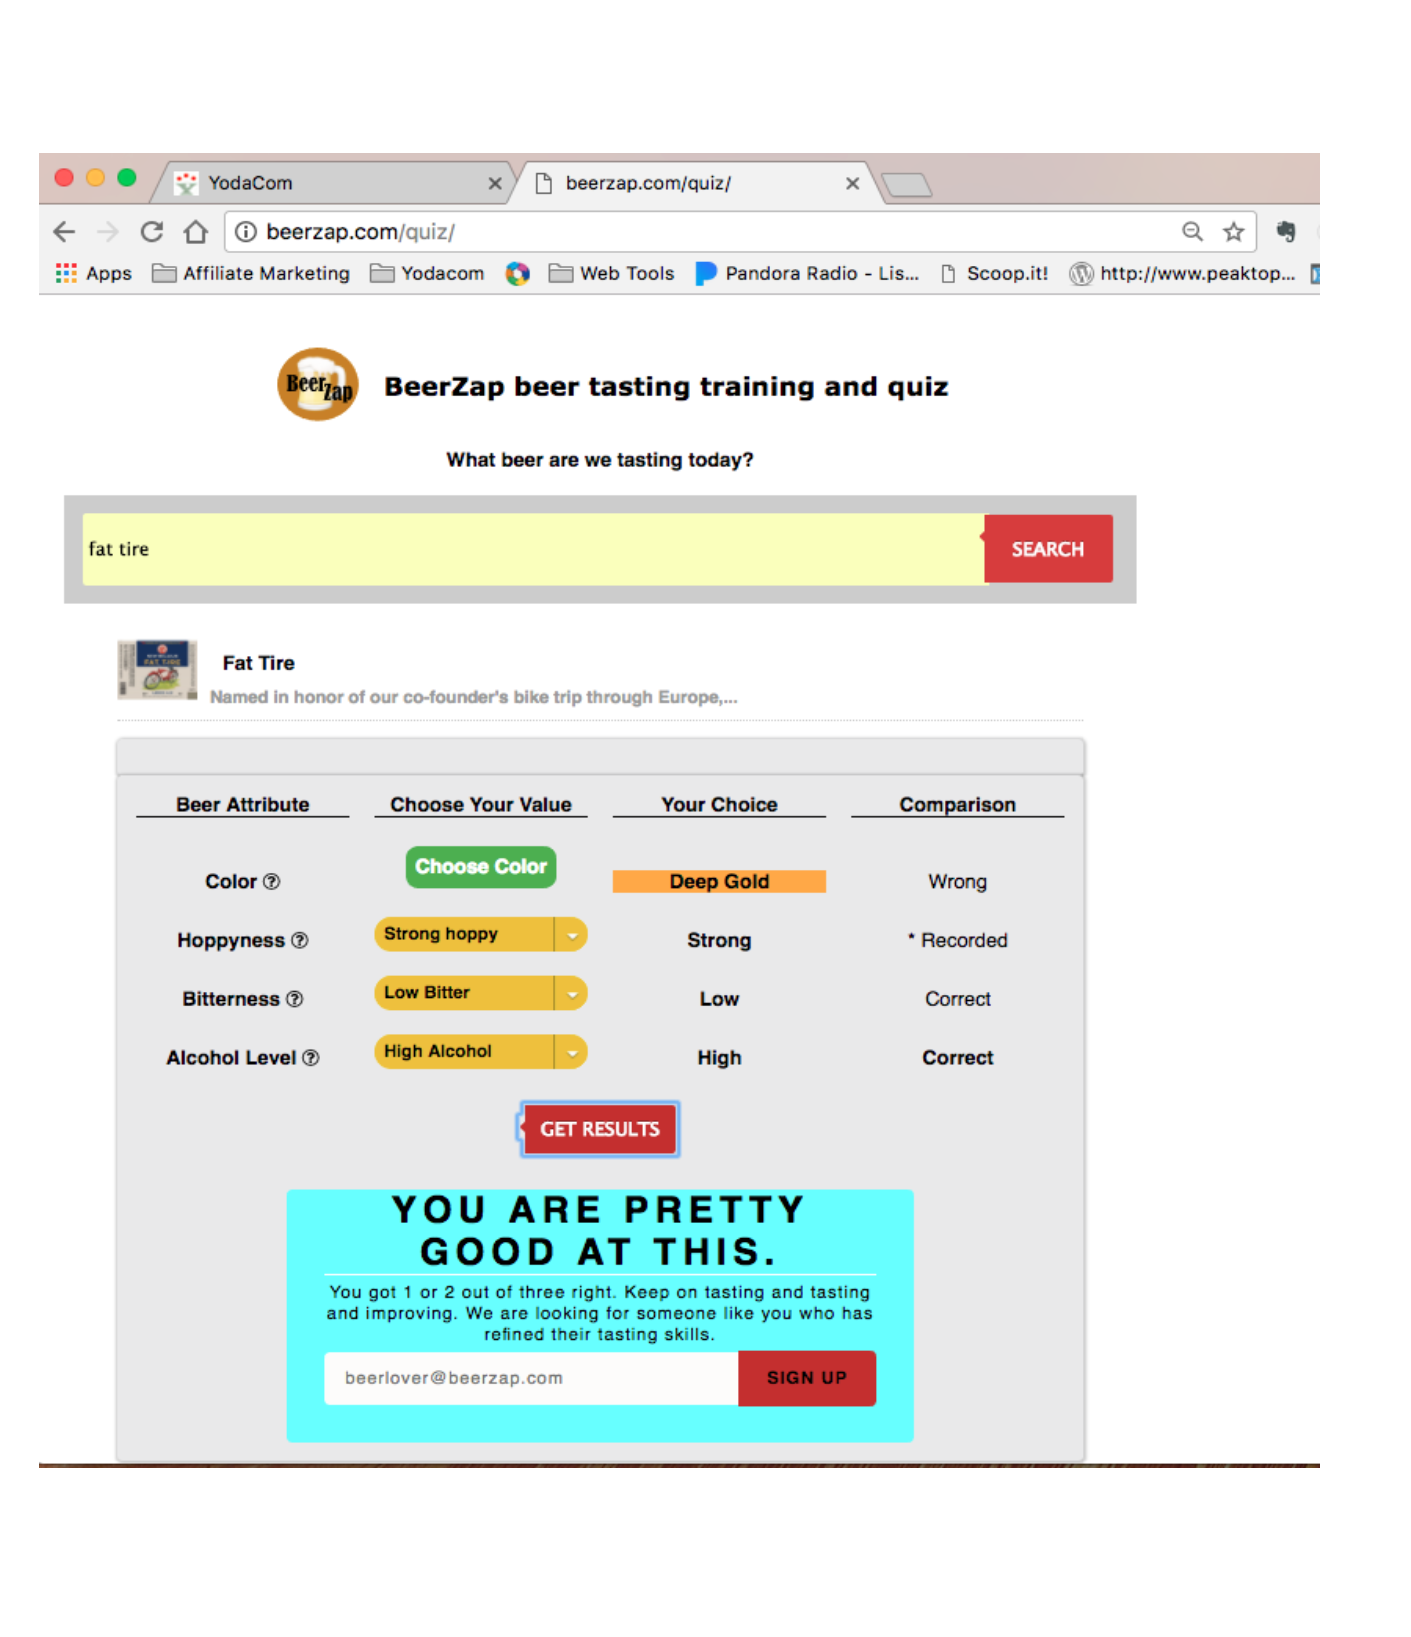 YodaCom
beerzap.com/quiz/
beerzap.com/quiz/
Apps Affiliate Marketing Yodacom Web Tools Pandora Radio - Lis... Scoop.it! http://www.peaktop...
BeerZap
BeerZap beer tasting training and quiz
What beer are we tasting today?
fat tire SEARCH
FAT TIRE
Fat Tire
Named in honor of our co-founder's bike trip through Europe,...
Beer Attribute Choose Your Value Your Choice Comparison
Color ? Choose Color Deep Gold Wrong
Hoppyness ? Strong hoppy Strong * Recorded
Bitterness ? Low Bitter Low Correct
Alcohol Level ? High Alcohol High Correct
GET RESULTS
YOU ARE PRETTY
GOOD AT THIS.
You got 1 or 2 out of three right. Keep on tasting and tasting
and improving. We are looking for someone like you who has
refined their tasting skills.
beerlover@beerzap.com SIGN UP